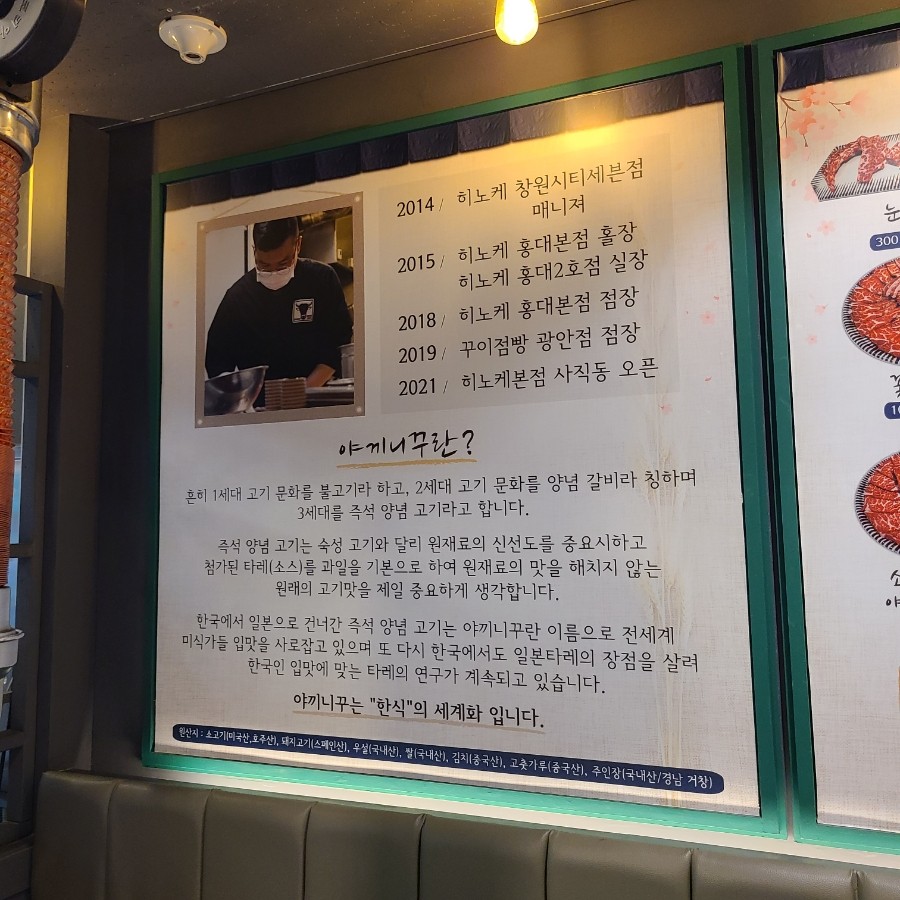 2014 / 히노케 창원시티세븐점
매니져
2015 / 히노케 홍대본점 홀장
히노케 홍대2호점 실장
2018 / 히노케 홍대본점 점장
2019 / 꾸이점빵 광안점 점장
2021 / 히노케본점 사직동 오픈
야끼니꾸란?
흔히 1세대 고기 문화를 불고기라 하고, 2세대 고기 문화를 양념 갈비라 칭하며
3세대를 즉석 양념 고기라고 합니다.
즉석 양념 고기는 숙성 고기와 달리 원재료의 신선도를 중요시하고
첨가된 타레(소스)를 과일을 기본으로 하여 원재료의 맛을 해치지 않는
원래의 고기맛을 제일 중요하게 생각합니다.
한국에서 일본으로 건너간 즉석 양념 고기는 야끼니꾸란 이름으로 전세계
미식가들 입맛을 사로잡고 있으며 또 다시 한국에서도 일본타레의 장점을 살려
한국인 입맛에 맞는 타레의 연구가 계속되고 있습니다.
야끼니꾸는 "한식"의 세계화 입니다.
원산지 : 소고기(미국산,호주산), 돼지고기(스페인산), 우설(국내산), 쌀(국내산), 김치(중국산), 고춧가루(중국산), 주인장(국내산/경남 거창)
300
야